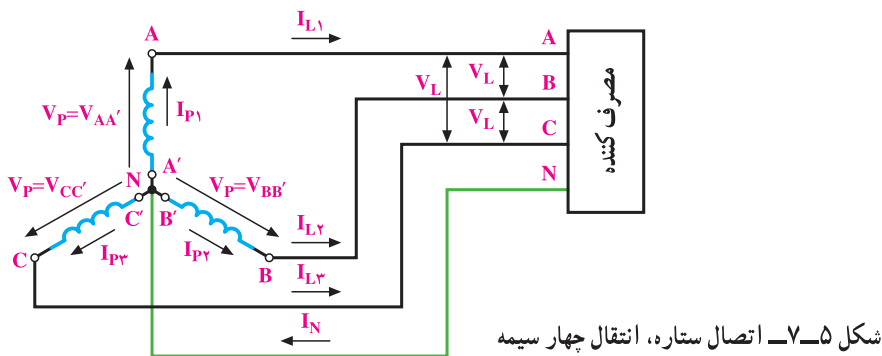 I_L۱
A
A
V_L
V_L
B
V_L
C
N
مصرف کننده
V_P=V_AA′
I_P۱
A′
N
V_P=V_CC′
V_P=V_BB′
C′
B′
I_P۳
I_P۲
C
B
I_L۲
I_L۳
I_N
شکل ۵ــ۷ــ اتصال ستاره، انتقال چهار سیمه